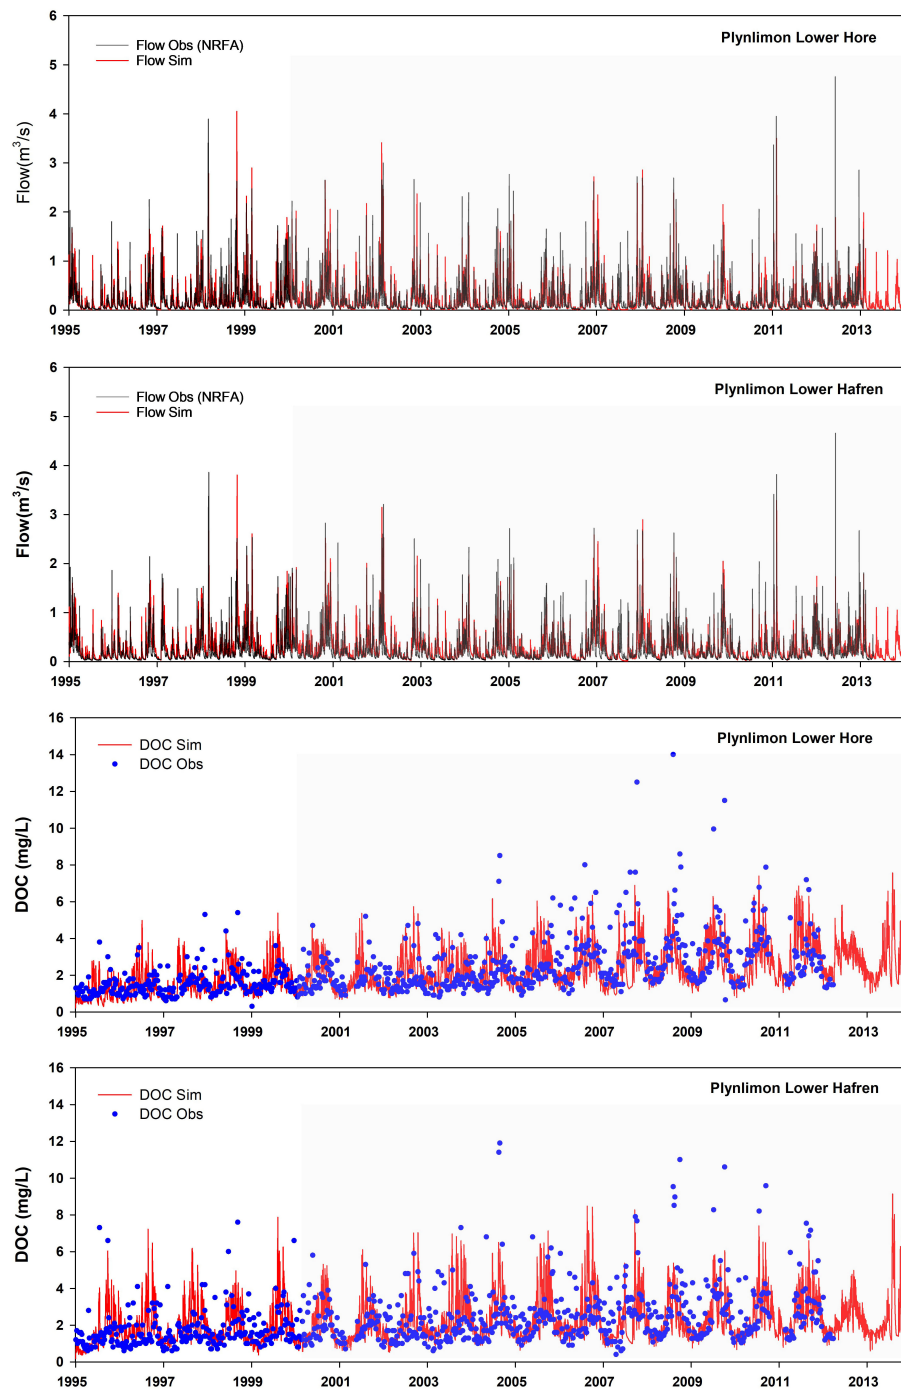 6
Flow Obs (NRFA)
Flow Sim
Plynlimon Lower Hore
5
4
Flow(m³/s)
3
2
1
0
1995 1997 1999 2001 2003 2005 2007 2009 2011 2013
6
Flow Obs (NRFA)
Flow Sim
Plynlimon Lower Hafren
5
4
Flow(m³/s)
3
2
1
0
1995 1997 1999 2001 2003 2005 2007 2009 2011 2013
16
DOC Sim
DOC Obs
Plynlimon Lower Hore
14
12
10
DOC (mg/L)
8
6
4
2
0
1995 1997 1999 2001 2003 2005 2007 2009 2011 2013
16
DOC Sim
DOC Obs
Plynlimon Lower Hafren
14
12
10
DOC (mg/L)
8
6
4
2
0
1995 1997 1999 2001 2003 2005 2007 2009 2011 2013